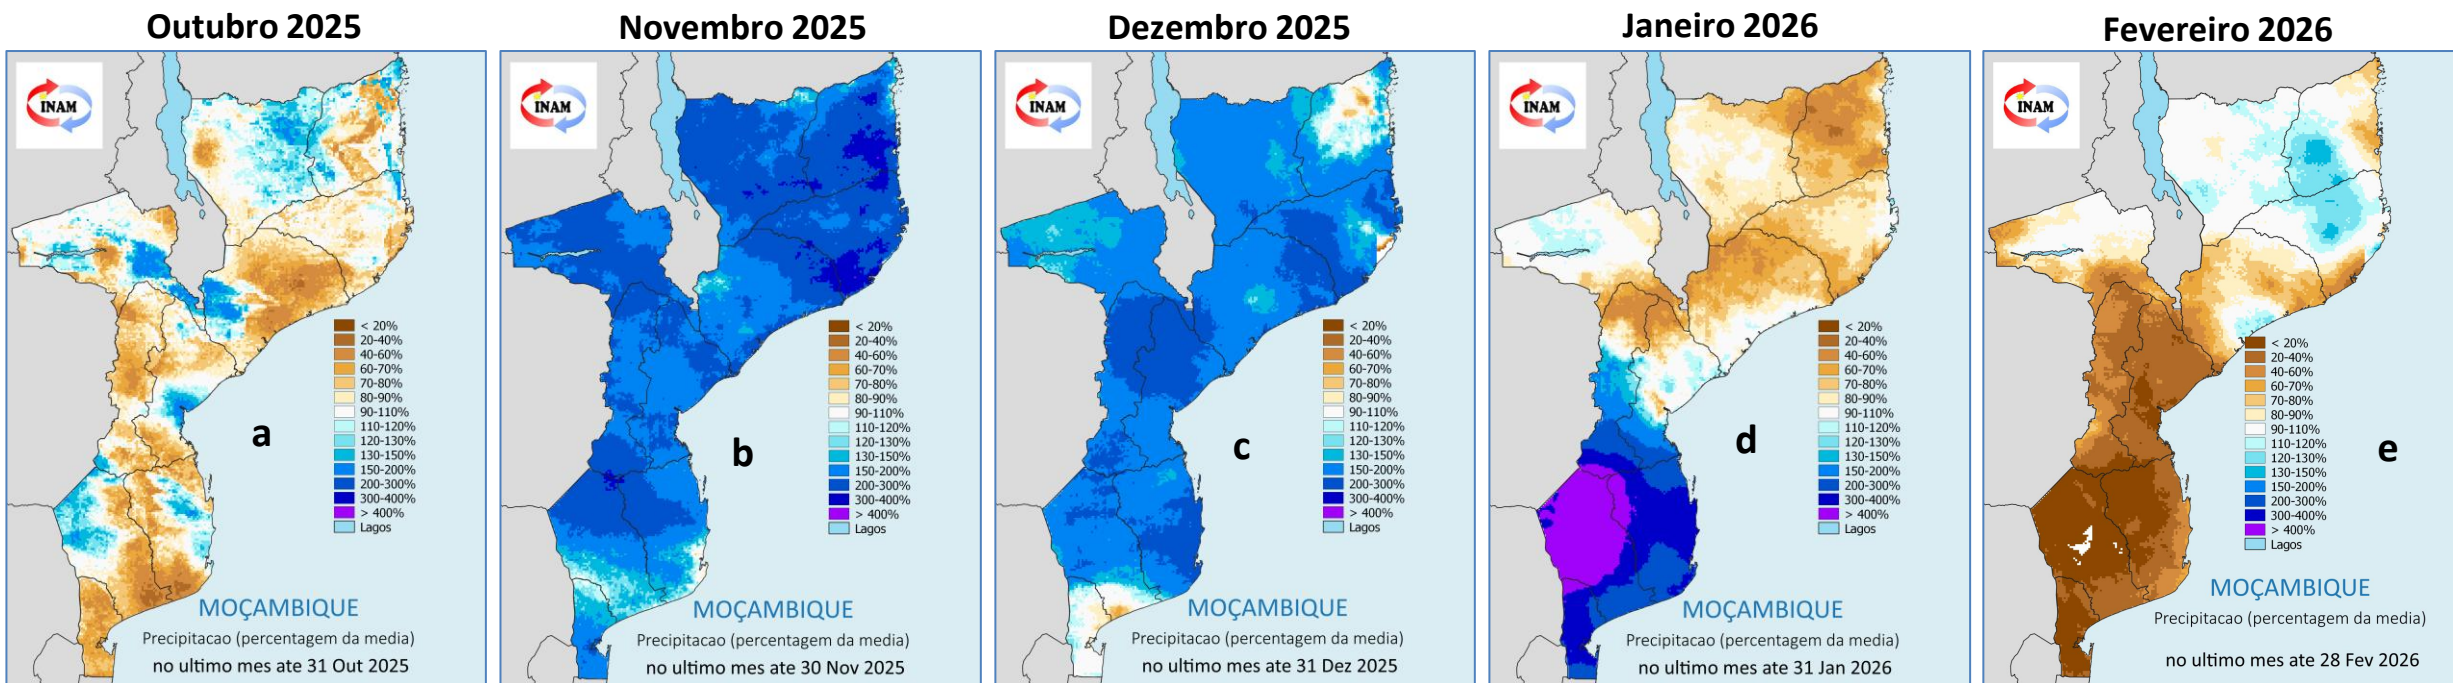 Outubro 2025
INAM
< 20%
20-40%
40-60%
60-70%
70-80%
80-90%
90-110%
110-120%
120-130%
130-150%
150-200%
200-300%
300-400%
> 400%
Lagos
a
MOÇAMBIQUE
Precipitacao (percentagem da media)
no ultimo mes ate 31 Out 2025
Novembro 2025
INAM
< 20%
20-40%
40-60%
60-70%
70-80%
80-90%
90-110%
110-120%
120-130%
130-150%
150-200%
200-300%
300-400%
> 400%
Lagos
b
MOÇAMBIQUE
Precipitacao (percentagem da media)
no ultimo mes ate 30 Nov 2025
Dezembro 2025
INAM
< 20%
20-40%
40-60%
60-70%
70-80%
80-90%
90-110%
110-120%
120-130%
130-150%
150-200%
200-300%
300-400%
> 400%
Lagos
c
MOÇAMBIQUE
Precipitacao (percentagem da media)
no ultimo mes ate 31 Dez 2025
Janeiro 2026
INAM
< 20%
20-40%
40-60%
60-70%
70-80%
80-90%
90-110%
110-120%
120-130%
130-150%
150-200%
200-300%
300-400%
> 400%
Lagos
d
MOÇAMBIQUE
Precipitacao (percentagem da media)
no ultimo mes ate 31 Jan 2026
Fevereiro 2026
INAM
< 20%
20-40%
40-60%
60-70%
70-80%
80-90%
90-110%
110-120%
120-130%
130-150%
150-200%
200-300%
300-400%
> 400%
Lagos
e
MOÇAMBIQUE
Precipitacao (percentagem da media)
no ultimo mes ate 28 Fev 2026